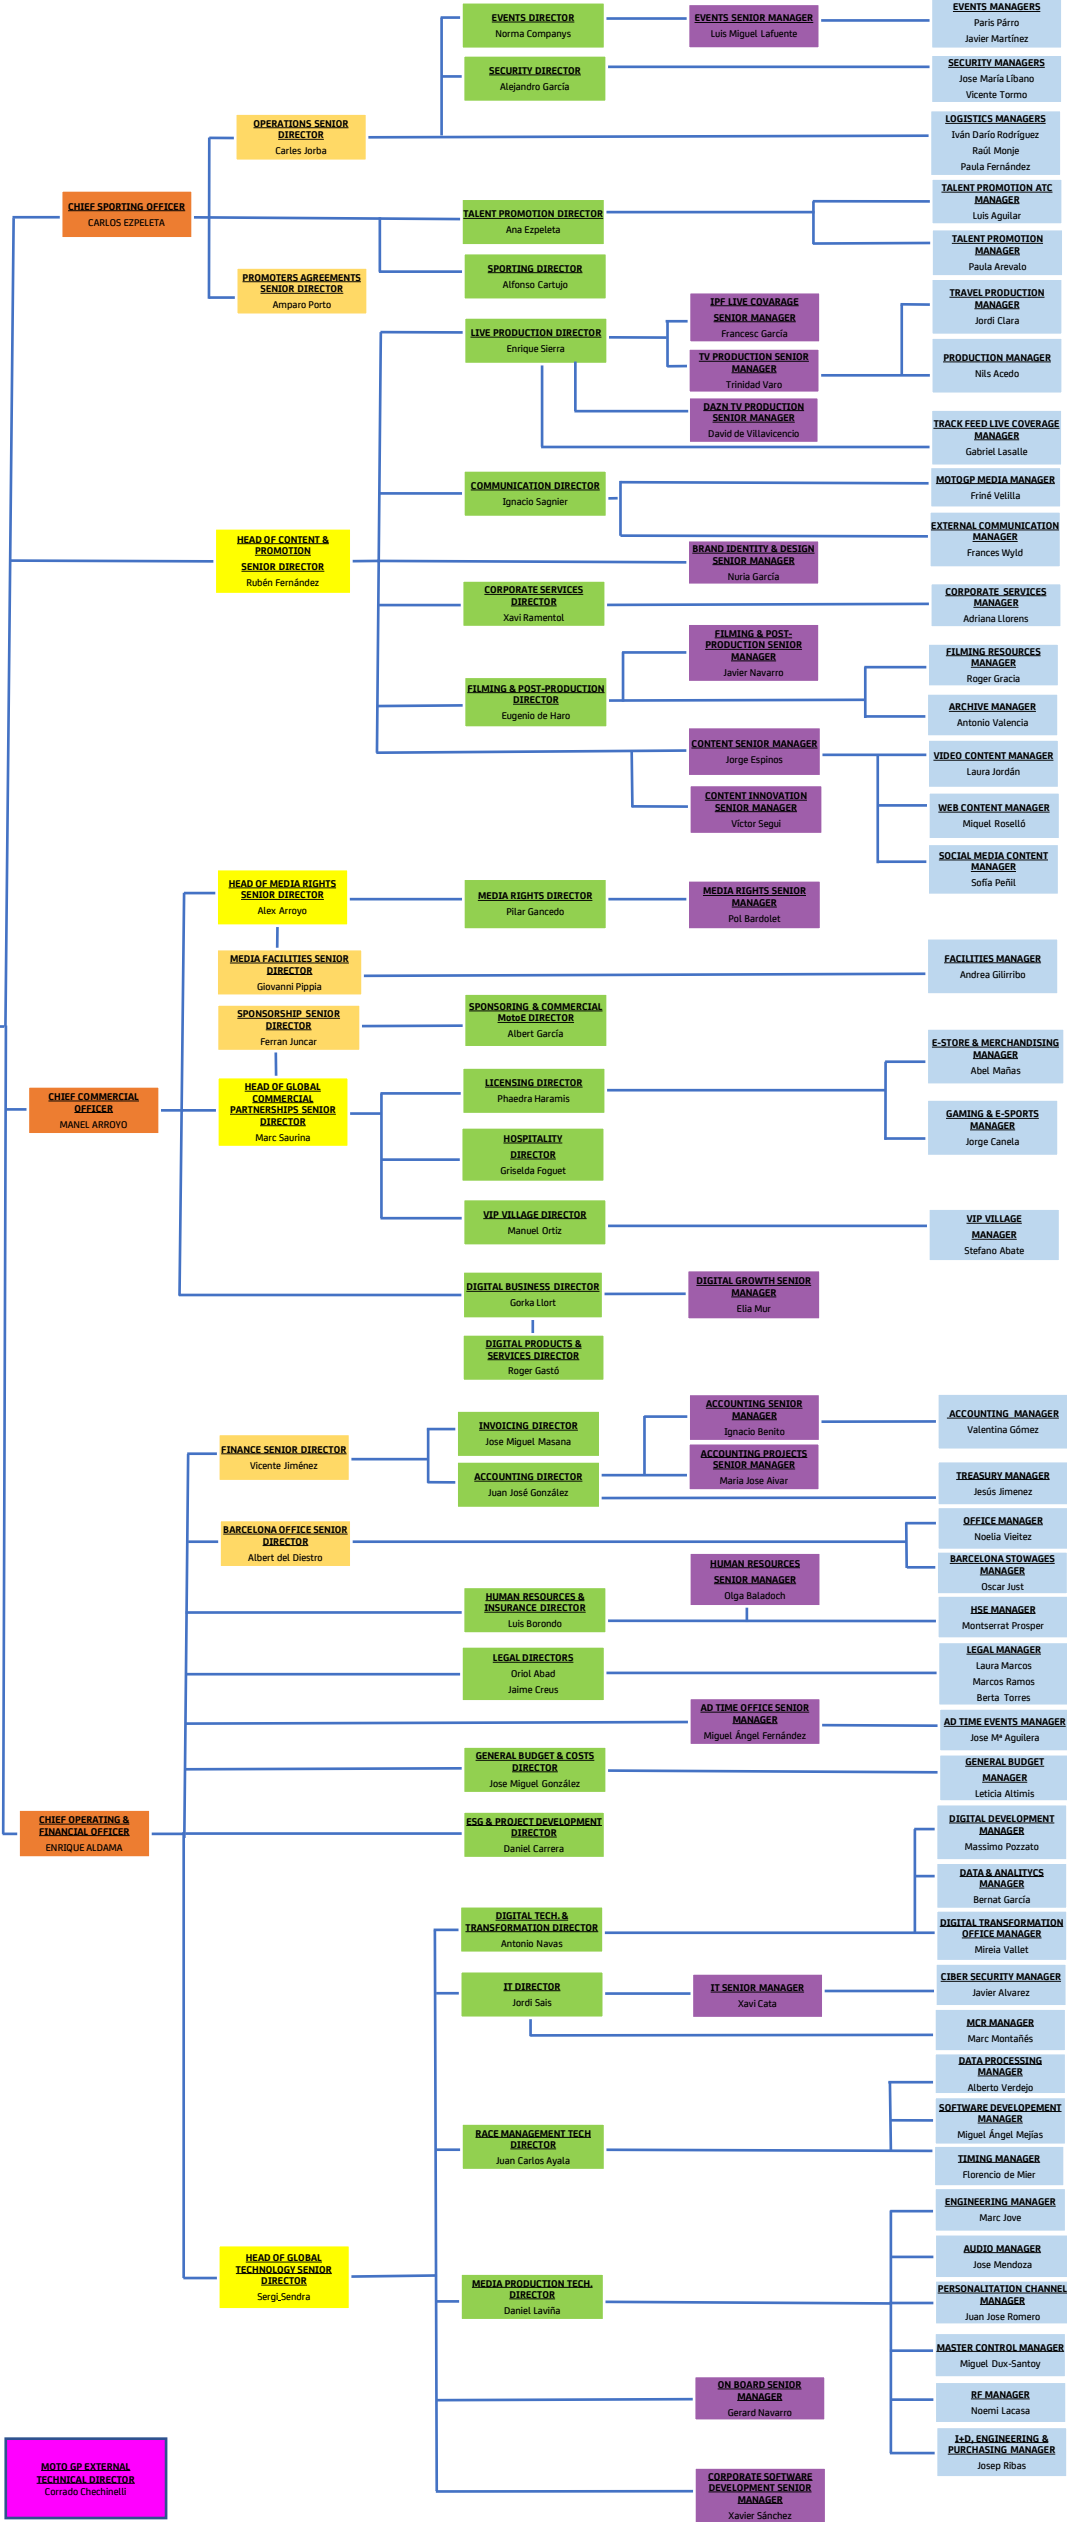 EVENTS DIRECTOR
Norma Companys
EVENTS SENIOR MANAGER
Luis Miguel Lafuente
EVENTS MANAGERS
Paris Párro
Javier Martínez
SECURITY DIRECTOR
Alejandro García
SECURITY MANAGERS
Jose María Líbano
Vicente Tormo
OPERATIONS SENIOR
DIRECTOR
Carles Jorba
LOGISTICS MANAGERS
Iván Darío Rodríguez
Raúl Monje
Paula Fernández
CHIEF SPORTING OFFICER
CARLOS EZPELETA
TALENT PROMOTION DIRECTOR
Ana Ezpeleta
TALENT PROMOTION ATC
MANAGER
Luis Aguilar
TALENT PROMOTION
MANAGER
Paula Arevalo
SPORTING DIRECTOR
Alfonso Cartujo
PROMOTERS AGREEMENTS
SENIOR DIRECTOR
Amparo Porto
LIVE PRODUCTION DIRECTOR
Enrique Sierra
IPF LIVE COVARAGE
SENIOR MANAGER
Francesc García
TV PRODUCTION SENIOR
MANAGER
Trinidad Varo
TRAVEL PRODUCTION
MANAGER
Jordi Clara
PRODUCTION MANAGER
Nils Acedo
DAZN TV PRODUCTION
SENIOR MANAGER
David de Villavicencio
TRACK FEED LIVE COVERAGE
MANAGER
Gabriel Lasalle
COMMUNICATION DIRECTOR
Ignacio Sagnier
MOTOGP MEDIA MANAGER
Friné Velilla
EXTERNAL COMMUNICATION
MANAGER
Frances Wyld
HEAD OF CONTENT &
PROMOTION
SENIOR DIRECTOR
Rubén Fernández
BRAND IDENTITY & DESIGN
SENIOR MANAGER
Nuria García
CORPORATE SERVICES
DIRECTOR
Xavi Ramentol
CORPORATE SERVICES
MANAGER
Adriana Llorens
FILMING & POST-PRODUCTION
DIRECTOR
Eugenio de Haro
FILMING & POST-
PRODUCTION SENIOR
MANAGER
Javier Navarro
FILMING RESOURCES
MANAGER
Roger Gracia
ARCHIVE MANAGER
Antonio Valencia
CONTENT SENIOR MANAGER
Jorge Espinos
VIDEO CONTENT MANAGER
Laura Jordán
CONTENT INNOVATION
SENIOR MANAGER
Víctor Segui
WEB CONTENT MANAGER
Miquel Roselló
SOCIAL MEDIA CONTENT
MANAGER
Sofía Peñil
HEAD OF MEDIA RIGHTS
SENIOR DIRECTOR
Alex Arroyo
MEDIA RIGHTS DIRECTOR
Pilar Gancedo
MEDIA RIGHTS SENIOR
MANAGER
Pol Bardolet
MEDIA FACILITIES SENIOR
DIRECTOR
Giovanni Pippia
FACILITIES MANAGER
Andrea Gilirribo
SPONSORSHIP SENIOR
DIRECTOR
Ferran Juncar
SPONSORING & COMMERCIAL
MotoE DIRECTOR
Albert García
CHIEF COMMERCIAL
OFFICER
MANEL ARROYO
HEAD OF GLOBAL
COMMERCIAL
PARTNERSHIPS SENIOR
DIRECTOR
Marc Saurina
LICENSING DIRECTOR
Phaedra Haramis
E-STORE & MERCHANDISING
MANAGER
Abel Mañas
GAMING & E-SPORTS
MANAGER
Jorge Canela
HOSPITALITY
DIRECTOR
Griselda Foguet
VIP VILLAGE DIRECTOR
Manuel Ortiz
VIP VILLAGE
MANAGER
Stefano Abate
DIGITAL BUSINESS DIRECTOR
Gorka Llort
DIGITAL GROWTH SENIOR
MANAGER
Elia Mur
DIGITAL PRODUCTS &
SERVICES DIRECTOR
Roger Gastó
FINANCE SENIOR DIRECTOR
Vicente Jiménez
INVOICING DIRECTOR
Jose Miguel Masana
ACCOUNTING SENIOR
MANAGER
Ignacio Benito
ACCOUNTING MANAGER
Valentina Gómez
ACCOUNTING DIRECTOR
Juan José González
ACCOUNTING PROJECTS
SENIOR MANAGER
Maria Jose Aivar
TREASURY MANAGER
Jesús Jimenez
BARCELONA OFFICE SENIOR
DIRECTOR
Albert del Diestro
OFFICE MANAGER
Noelia Vieitez
BARCELONA STOWAGES
MANAGER
Oscar Just
HUMAN RESOURCES
SENIOR MANAGER
Olga Baladoch
HUMAN RESOURCES &
INSURANCE DIRECTOR
Luis Borondo
HSE MANAGER
Montserrat Prosper
LEGAL DIRECTORS
Oriol Abad
Jaime Creus
LEGAL MANAGER
Laura Marcos
Marcos Ramos
Berta Torres
AD TIME OFFICE SENIOR
MANAGER
Miguel Ángel Fernández
AD TIME EVENTS MANAGER
Jose Mª Aguilera
GENERAL BUDGET & COSTS
DIRECTOR
Jose Miguel González
GENERAL BUDGET
MANAGER
Leticia Altimis
CHIEF OPERATING &
FINANCIAL OFFICER
ENRIQUE ALDAMA
ESG & PROJECT DEVELOPMENT
DIRECTOR
Daniel Carrera
DIGITAL DEVELOPMENT
MANAGER
Massimo Pozzato
DATA & ANALITYCS
MANAGER
Bernat García
DIGITAL TECH. &
TRANSFORMATION DIRECTOR
Antonio Navas
DIGITAL TRANSFORMATION
OFFICE MANAGER
Mireia Vallet
IT DIRECTOR
Jordi Sais
IT SENIOR MANAGER
Xavi Cata
CIBER SECURITY MANAGER
Javier Alvarez
MCR MANAGER
Marc Montañés
DATA PROCESSING
MANAGER
Alberto Verdejo
SOFTWARE DEVELOPEMENT
MANAGER
Miguel Ángel Mejías
RACE MANAGEMENT TECH
DIRECTOR
Juan Carlos Ayala
TIMING MANAGER
Florencio de Mier
ENGINEERING MANAGER
Marc Jove
AUDIO MANAGER
Jose Mendoza
HEAD OF GLOBAL
TECHNOLOGY SENIOR
DIRECTOR
Sergi Sendra
MEDIA PRODUCTION TECH.
DIRECTOR
Daniel Laviña
PERSONALITATION CHANNEL
MANAGER
Juan Jose Romero
MASTER CONTROL MANAGER
Miguel Dux-Santoy
ON BOARD SENIOR
MANAGER
Gerard Navarro
RF MANAGER
Noemi Lacasa
I+D, ENGINEERING &
PURCHASING MANAGER
Josep Ribas
MOTO GP EXTERNAL
TECHNICAL DIRECTOR
Corrado Chechinelli
CORPORATE SOFTWARE
DEVELOPMENT SENIOR
MANAGER
Xavier Sánchez